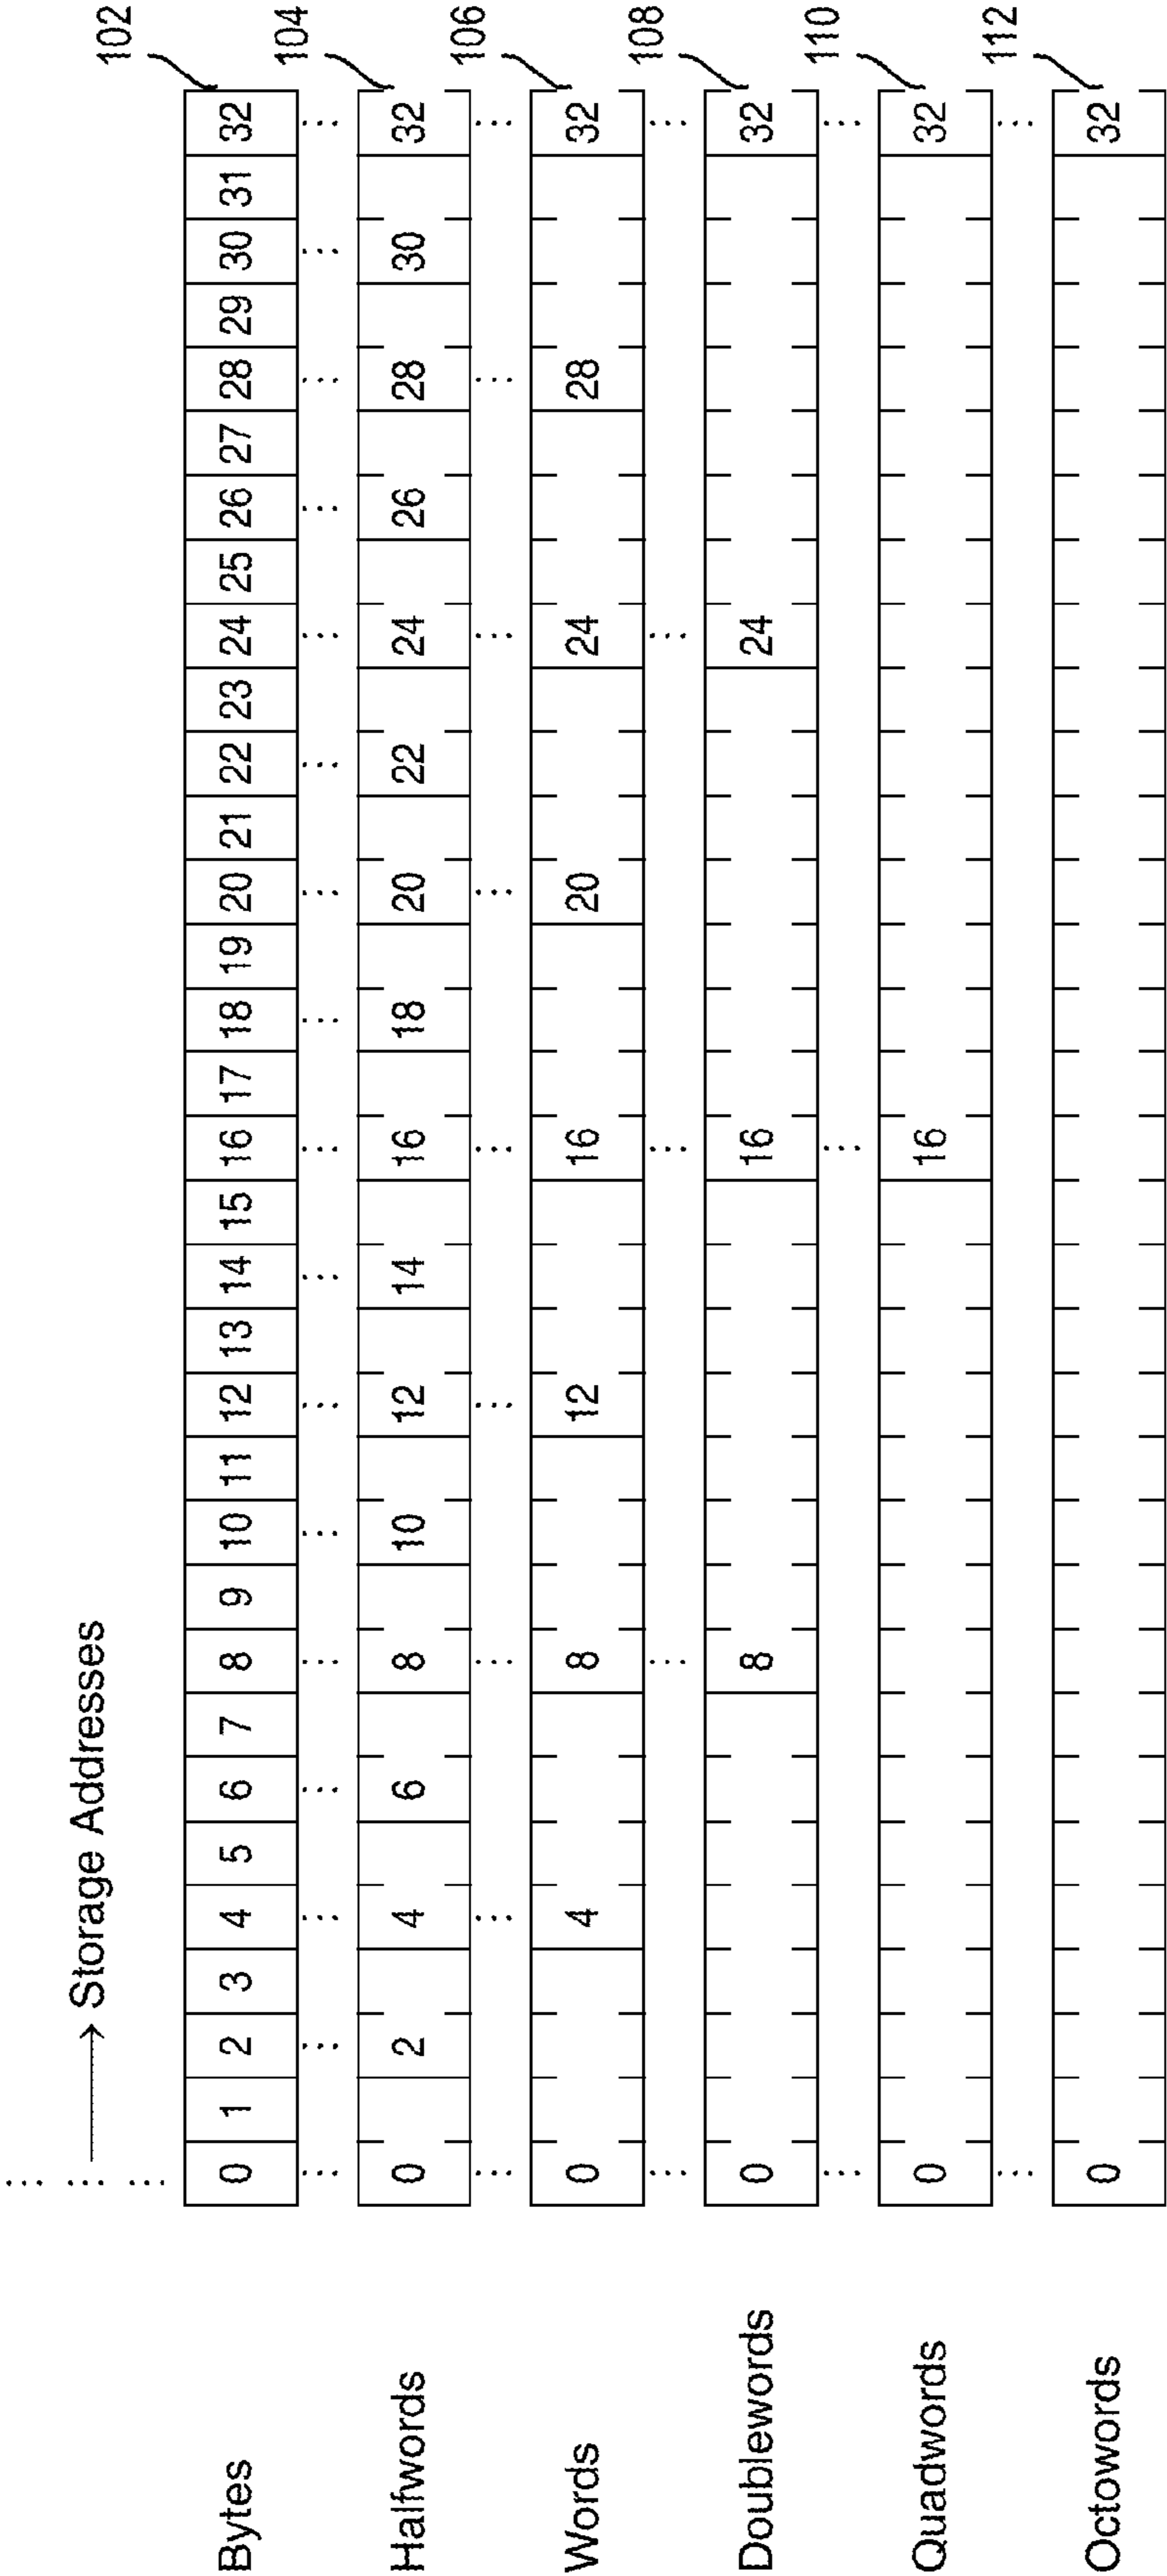 → Storage Addresses
102
Bytes 0 1 2 3 4 5 6 7 8 9 10 11 12 13 14 15 16 17 18 19 20 21 22 23 24 25 26 27 28 29 30 31 32
104
Halfwords 0 2 4 6 8 10 12 14 16 18 20 22 24 26 28 30 32
106
Words 0 4 8 12 16 20 24 28 32
108
Doublewords 0 8 16 24 32
110
Quadwords 0 16 32
112
Octowords 0 32